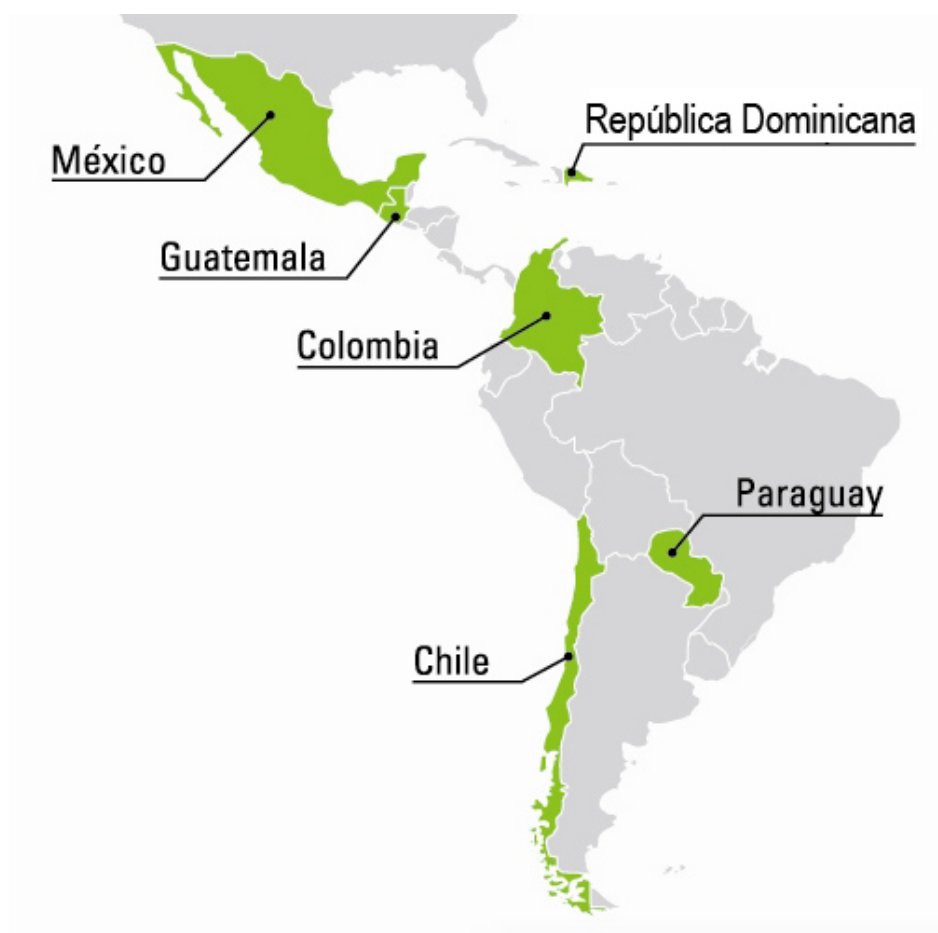 República Dominicana
México
Guatemala
Colombia
Paraguay
Chile